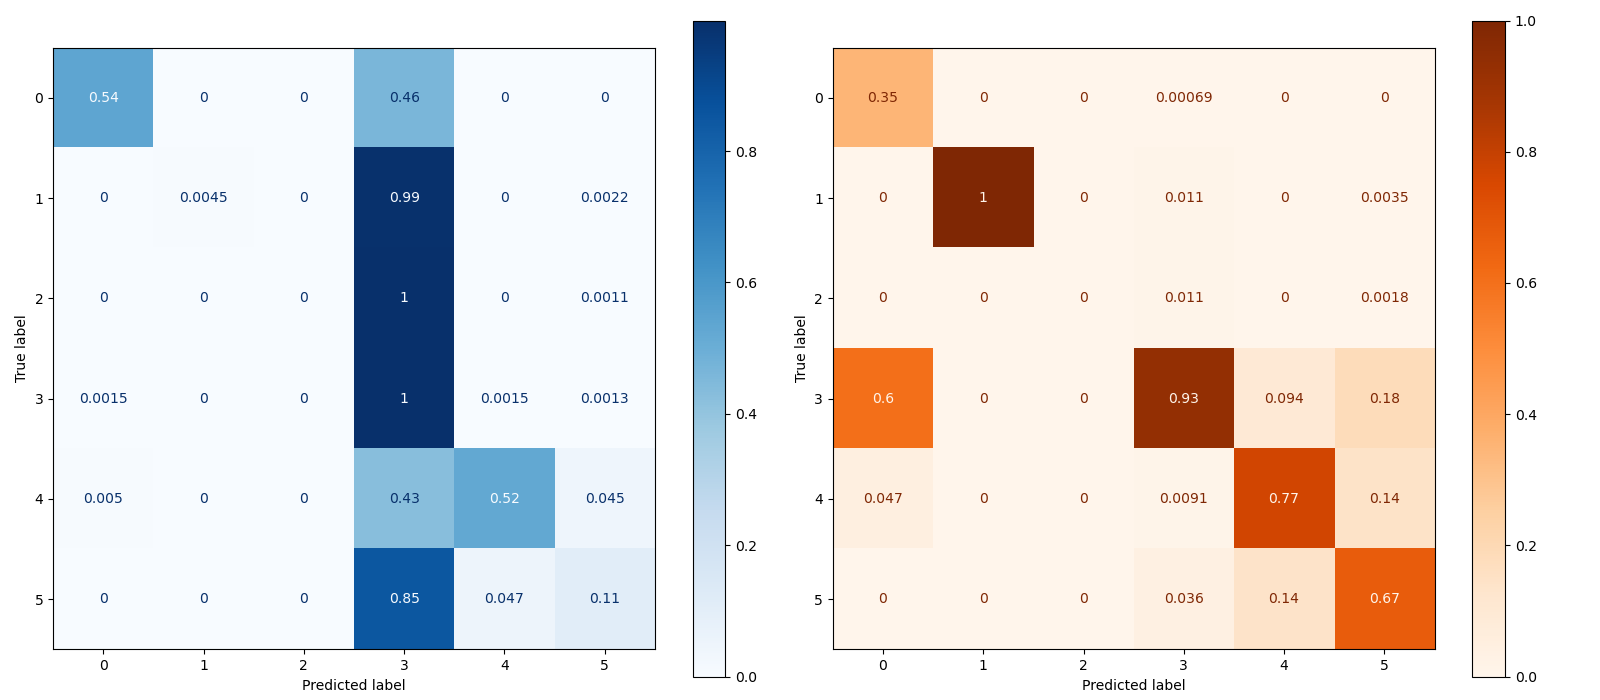 0 0.54 0 0 0.46 0 0
1 0 0.0045 0 0.99 0 0.0022
2 0 0 0 1 0 0.0011
3 0.0015 0 0 1 0.0015 0.0013
4 0.005 0 0 0.43 0.52 0.045
5 0 0 0 0.85 0.047 0.11
0 1 2 3 4 5
Predicted label
True label
0.8
0.6
0.4
0.2
0.0
0 0.35 0 0 0.00069 0 0
1 0 1 0 0.011 0 0.0035
2 0 0 0 0.011 0 0.0018
3 0.6 0 0 0.93 0.094 0.18
4 0.047 0 0 0.0091 0.77 0.14
5 0 0 0 0.036 0.14 0.67
0 1 2 3 4 5
Predicted label
True label
1.0
0.8
0.6
0.4
0.2
0.0